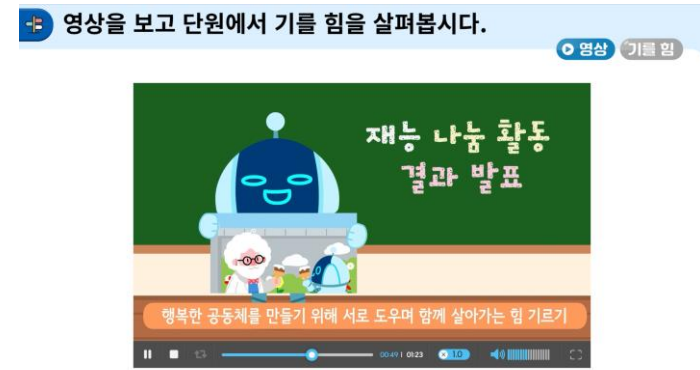 영상을 보고 단원에서 기를 힘을 살펴봅시다.
영상 기를 힘
재능 나눔 활동
결과 발표
행복한 공동체를 만들기 위해 서로 도우며 함께 살아가는 힘 기르기
00:49 | 01:23 1.0